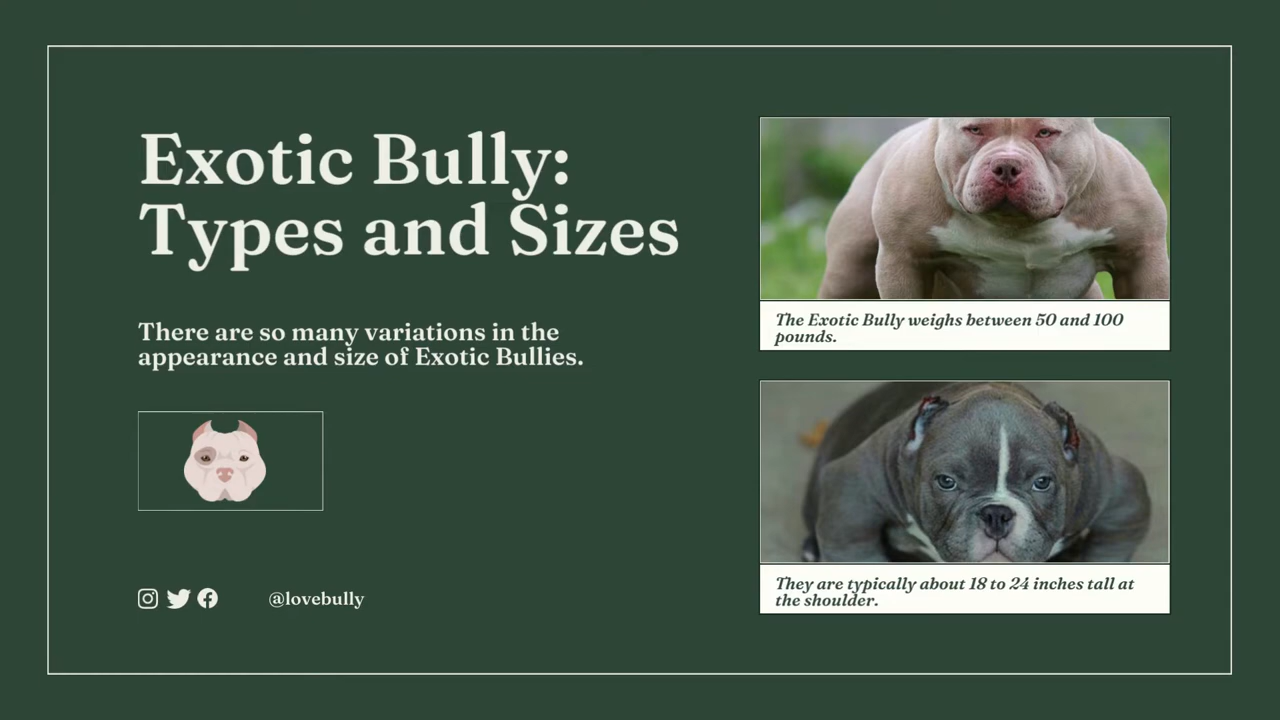 Exotic Bully:
Types and Sizes
There are so many variations in the
appearance and size of Exotic Bullies.
@lovebully
The Exotic Bully weighs between 50 and 100
pounds.
They are typically about 18 to 24 inches tall at
the shoulder.